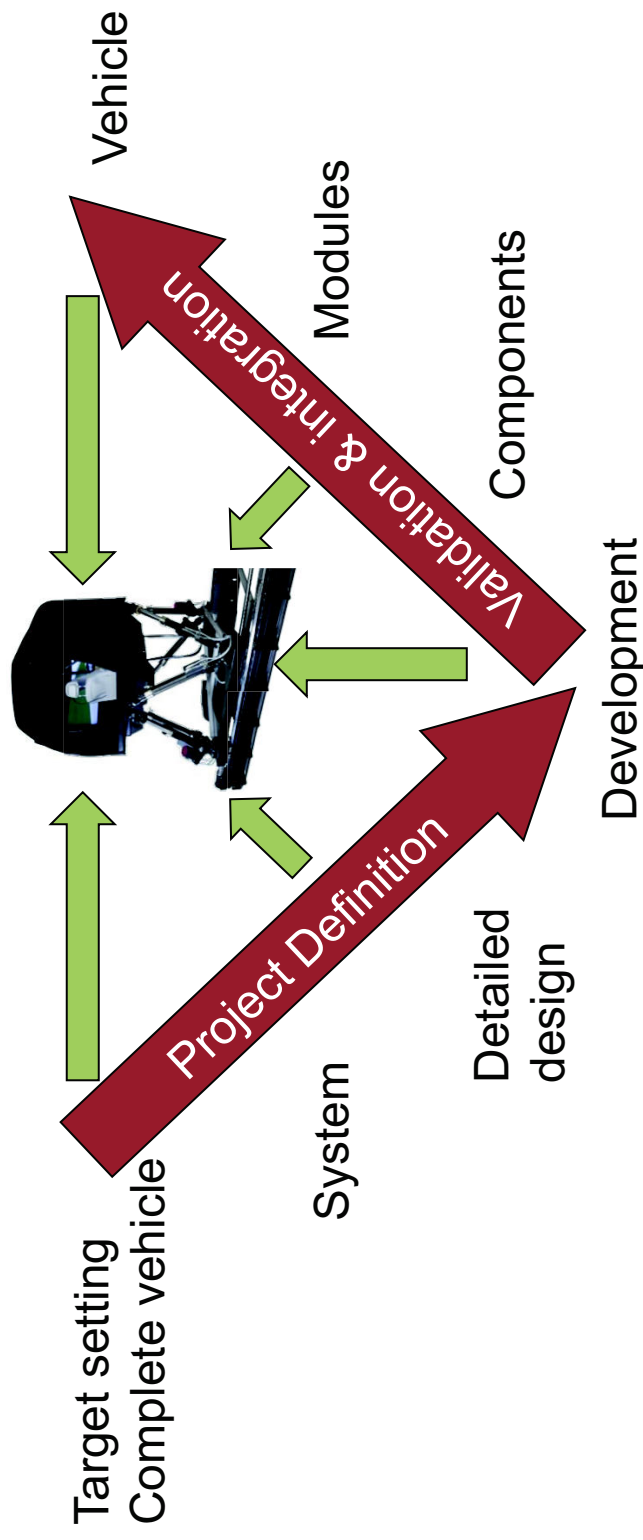 Target setting
Complete vehicle
System
Detailed
design
Project Definition
Development
Validation & integration
Components
Modules
Vehicle